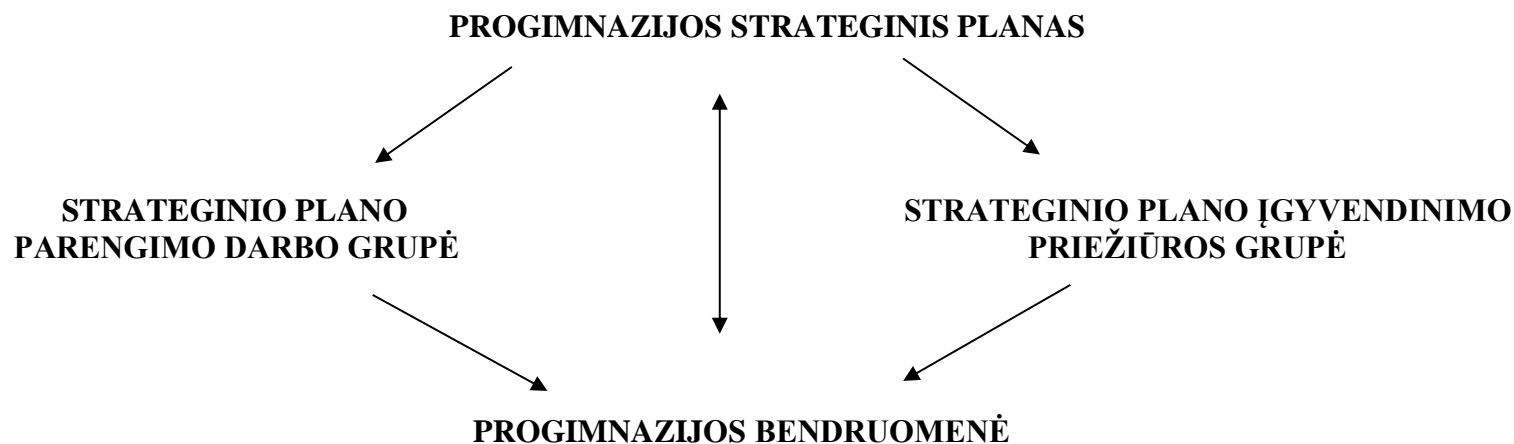 PROGIMNAZIJOS STRATEGINIS PLANAS
STRATEGINIO PLANO
PARENGIMO DARBO GRUPĖ
STRATEGINIO PLANO ĮGYVENDINIMO
PRIEŽIŪROS GRUPĖ
PROGIMNAZIJOS BENDRUOMENĖ